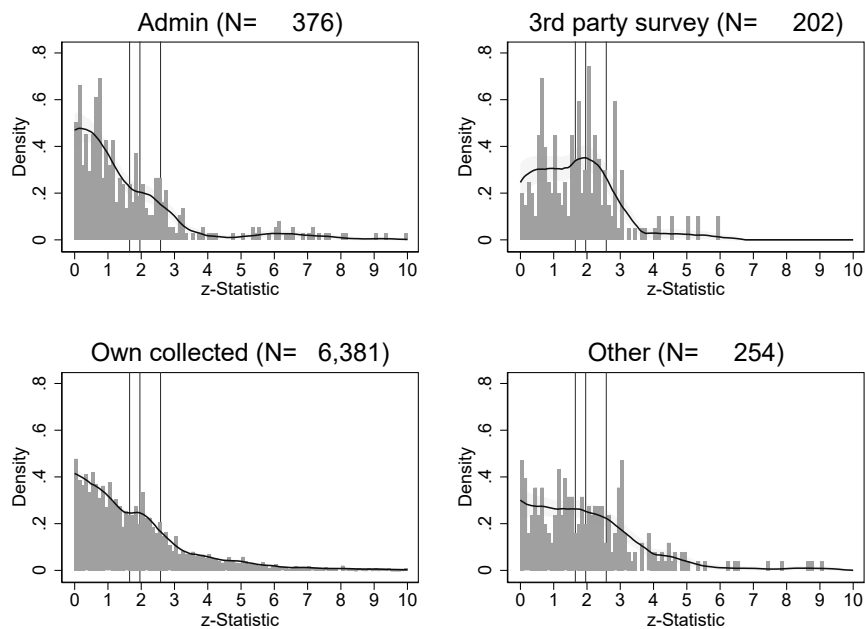 Admin (N= 376)
Density
0 .2 .4 .6 .8
0 1 2 3 4 5 6 7 8 9 10
z-Statistic
3rd party survey (N= 202)
Density
0 .2 .4 .6 .8
0 1 2 3 4 5 6 7 8 9 10
z-Statistic
Own collected (N= 6,381)
Density
0 .2 .4 .6 .8
0 1 2 3 4 5 6 7 8 9 10
z-Statistic
Other (N= 254)
Density
0 .2 .4 .6 .8
0 1 2 3 4 5 6 7 8 9 10
z-Statistic